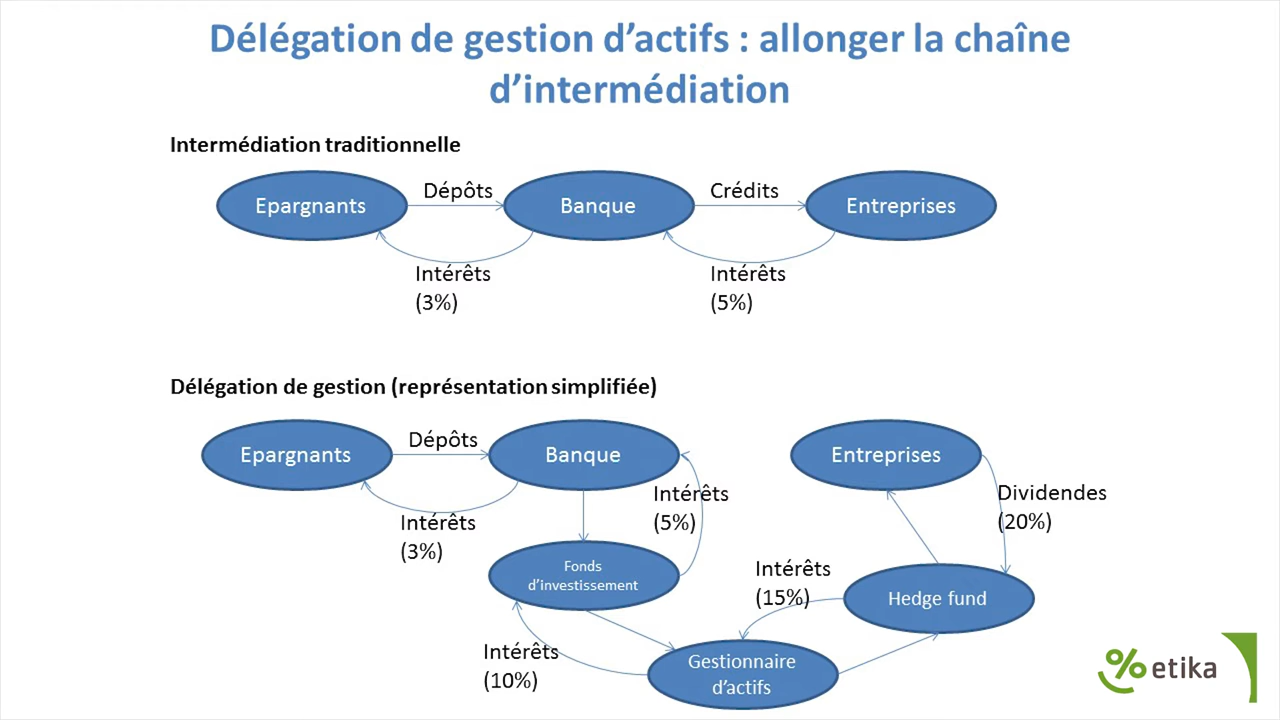 Délégation de gestion d’actifs : allonger la chaîne
d’intermédiation
Intermédiation traditionnelle
Epargnants
Dépôts
Banque
Crédits
Entreprises
Intérêts
(3%)
Intérêts
(5%)
Délégation de gestion (représentation simplifiée)
Epargnants
Dépôts
Banque
Entreprises
Intérêts
(3%)
Intérêts
(5%)
Dividendes
(20%)
Fonds
d’investissement
Intérêts
(15%)
Hedge fund
Intérêts
(10%)
Gestionnaire
d’actifs
% etika